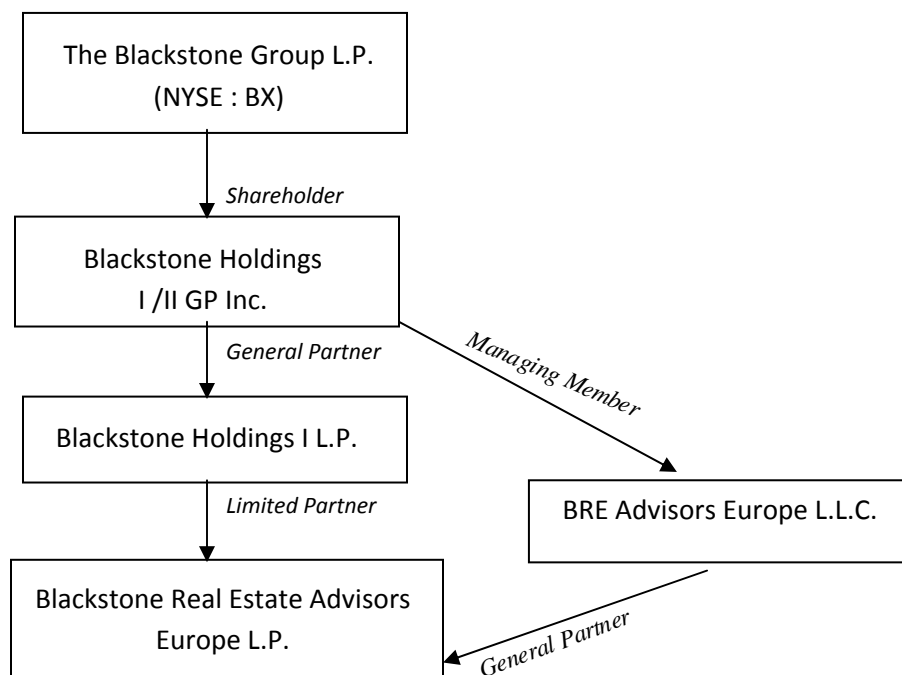 The Blackstone Group L.P.
(NYSE : BX)
Shareholder
Blackstone Holdings
I /II GP Inc.
General Partner
Managing Member
Blackstone Holdings I L.P.
Limited Partner
BRE Advisors Europe L.L.C.
Blackstone Real Estate Advisors
Europe L.P.
General Partner